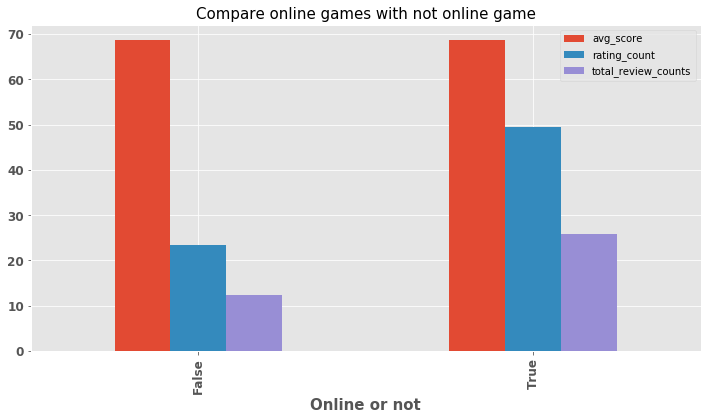 Compare online games with not online game
avg_score
rating_count
total_review_counts
70
60
50
40
30
20
10
0
False
True
Online or not